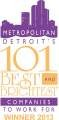 METROPOLITAN
DETROIT'S
101
BEST AND
BRIGHTEST
COMPANIES
TO WORK FOR
WINNER 2013